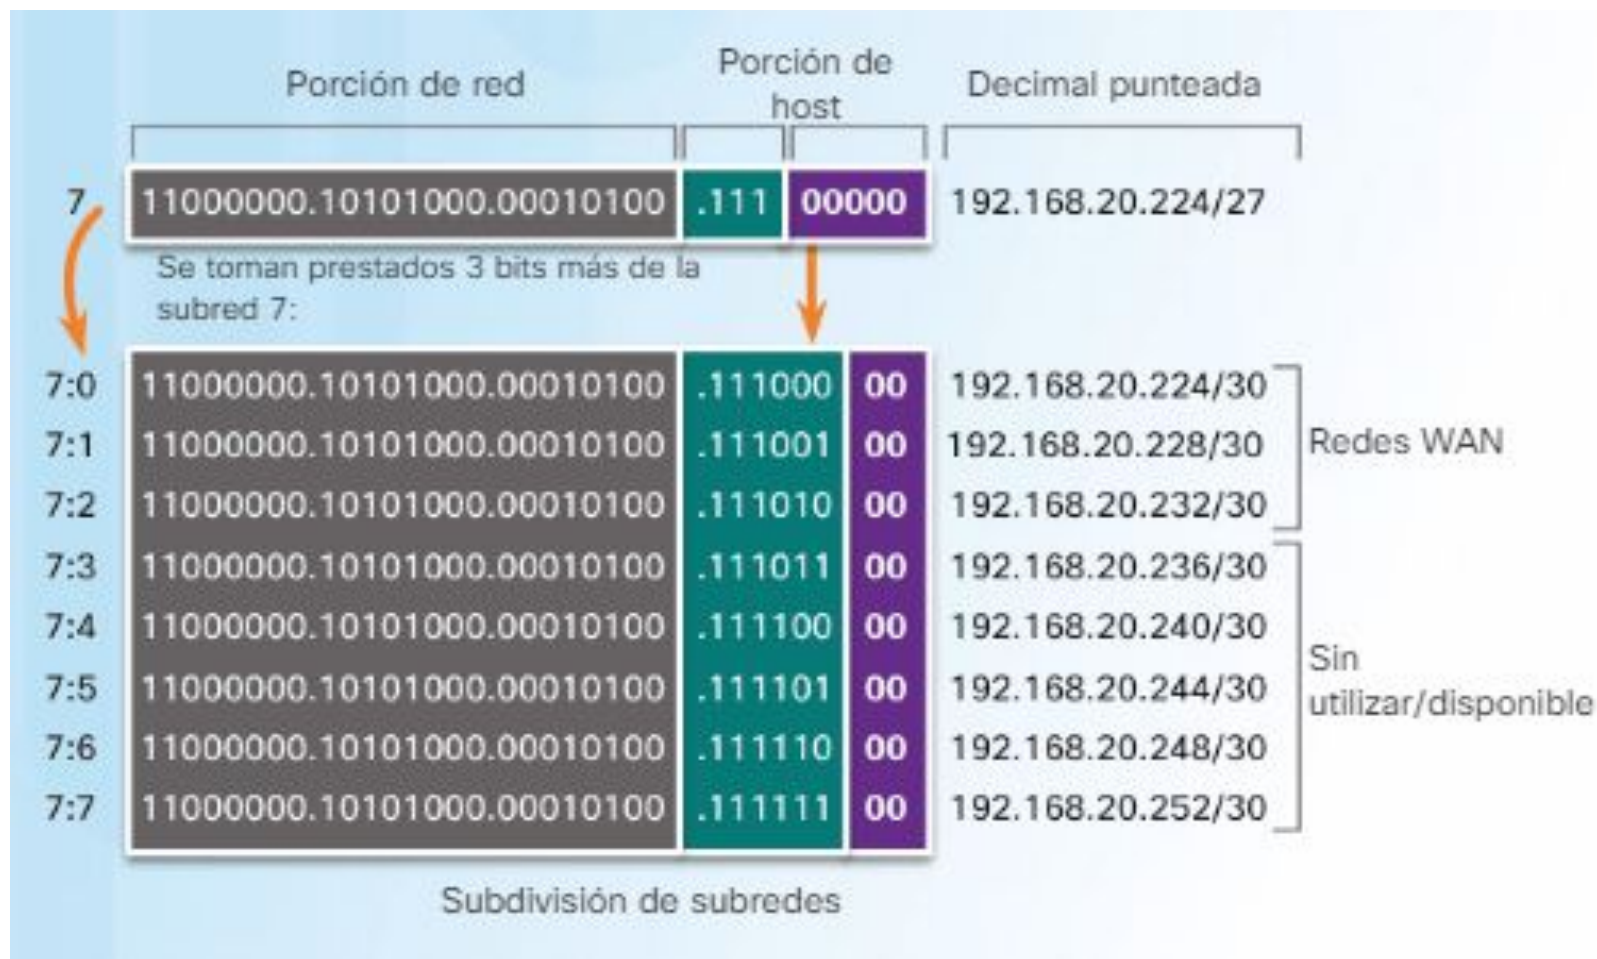 Porción de red
Porción de
host
Decimal punteada
7 11000000.10101000.00010100 .111 00000 192.168.20.224/27
Se toman prestados 3 bits más de la
subred 7:
7:0 11000000.10101000.00010100 .111000 00 192.168.20.224/30
7:1 11000000.10101000.00010100 .111001 00 192.168.20.228/30
7:2 11000000.10101000.00010100 .111010 00 192.168.20.232/30
Redes WAN
7:3 11000000.10101000.00010100 .111011 00 192.168.20.236/30
7:4 11000000.10101000.00010100 .111100 00 192.168.20.240/30
7:5 11000000.10101000.00010100 .111101 00 192.168.20.244/30
7:6 11000000.10101000.00010100 .111110 00 192.168.20.248/30
7:7 11000000.10101000.00010100 .111111 00 192.168.20.252/30
Sin
utilizar/disponible
Subdivisión de subredes